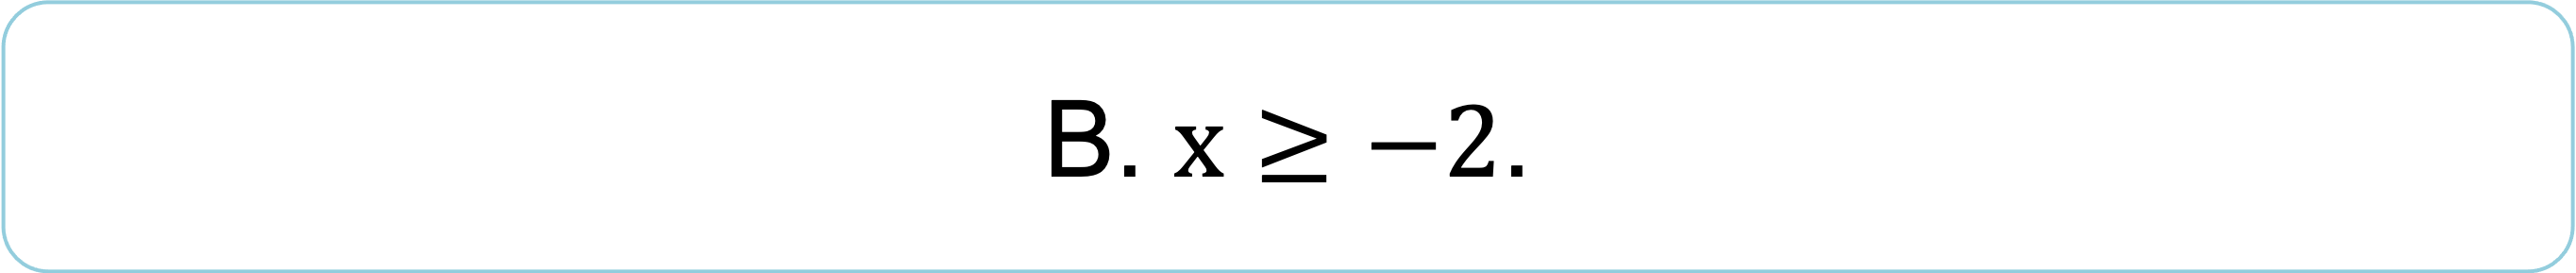 B. x ≥ −2.